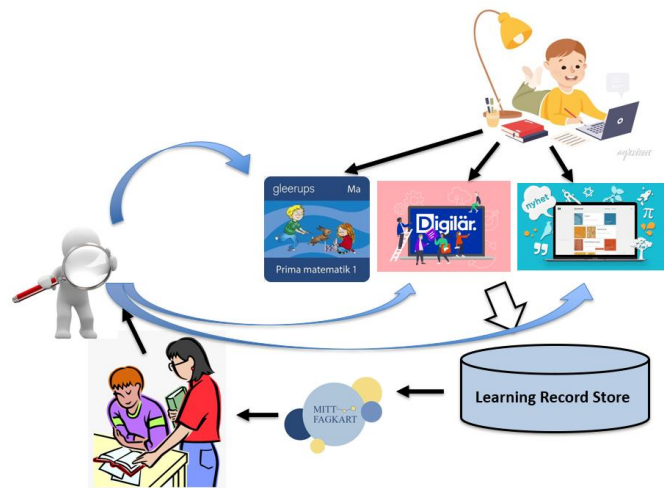 gleerups Ma
Prima matematik 1
Digilär.
nyhet
π
Learning Record Store
MITT
FAGKART